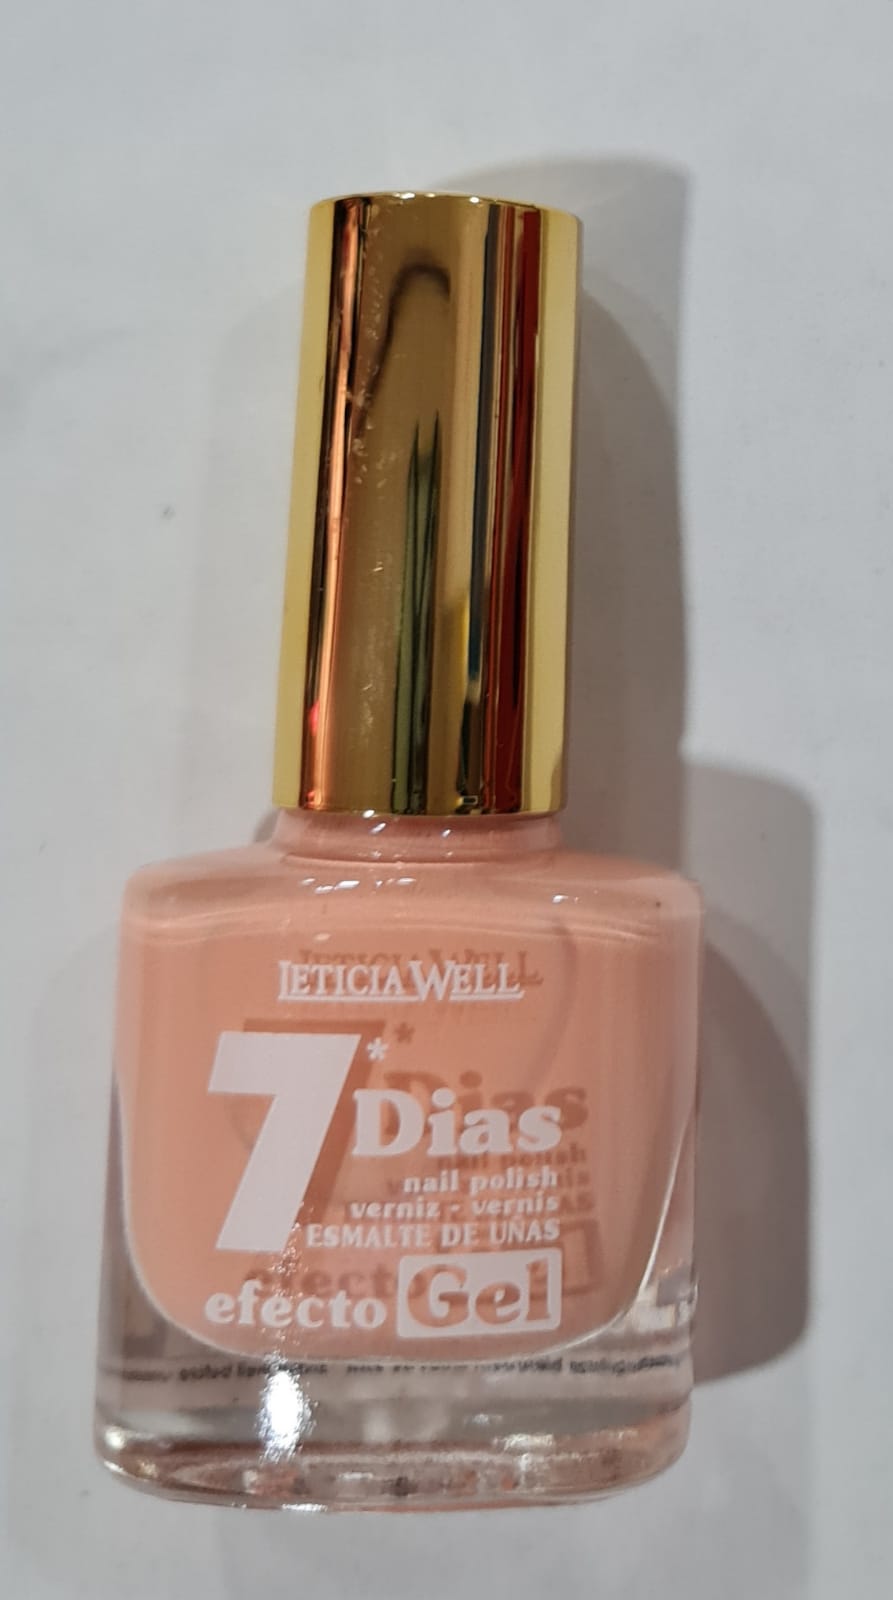 LETICIA WELL
7*
Dias
nail polish
verniz - vernis
ESMALTE DE UÑAS
efecto Gel